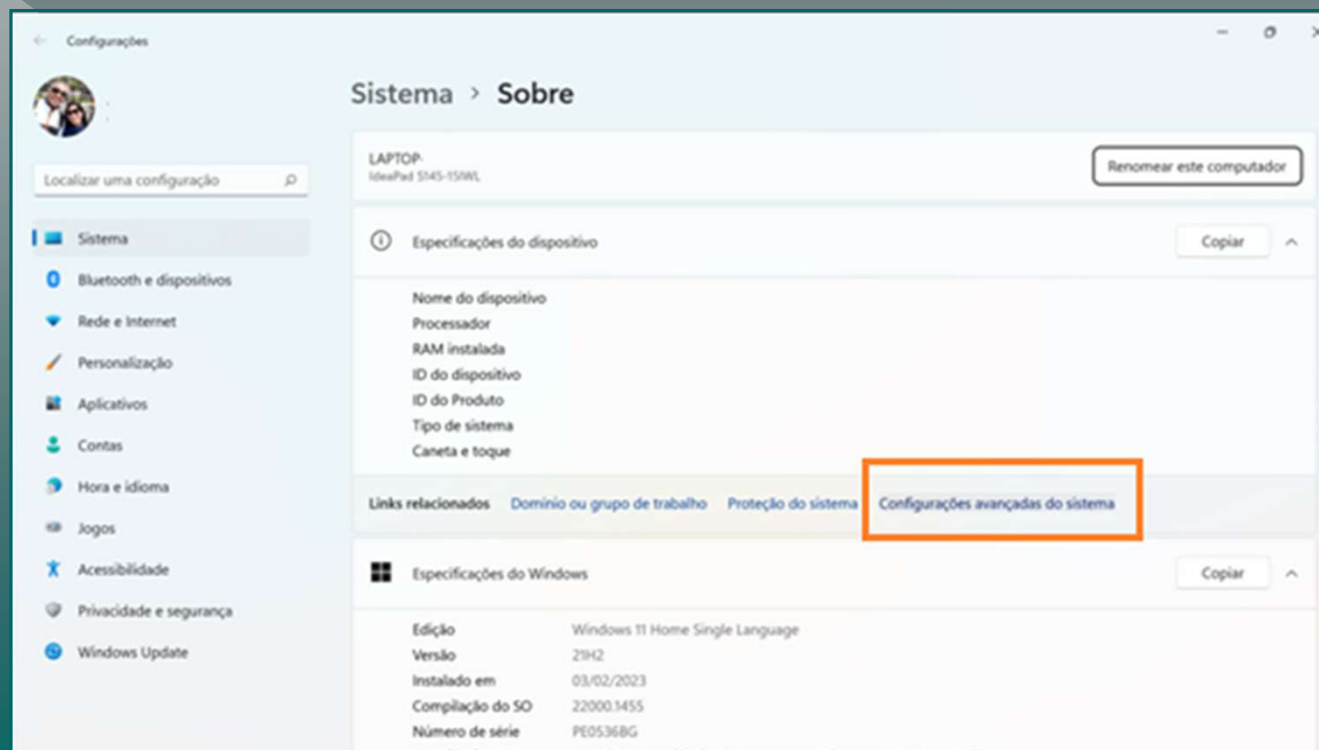 Configurações
Sistema > Sobre
LAPTOP-
IdeaPad S145-15IWL
Renomear este computador
Localizar uma configuração
Sistema
Bluetooth e dispositivos
Rede e Internet
Personalização
Aplicativos
Contas
Hora e idioma
Jogos
Acessibilidade
Privacidade e segurança
Windows Update
Especificações do dispositivo
Copiar
Nome do dispositivo
Processador
RAM instalada
ID do dispositivo
ID do Produto
Tipo de sistema
Caneta e toque
Links relacionados Domínio ou grupo de trabalho Proteção do sistema Configurações avançadas do sistema
Especificações do Windows
Copiar
Edição Windows 11 Home Single Language
Versão 21H2
Instalado em 03/02/2023
Compilação do SO 22000.1455
Número de série PE0536BG